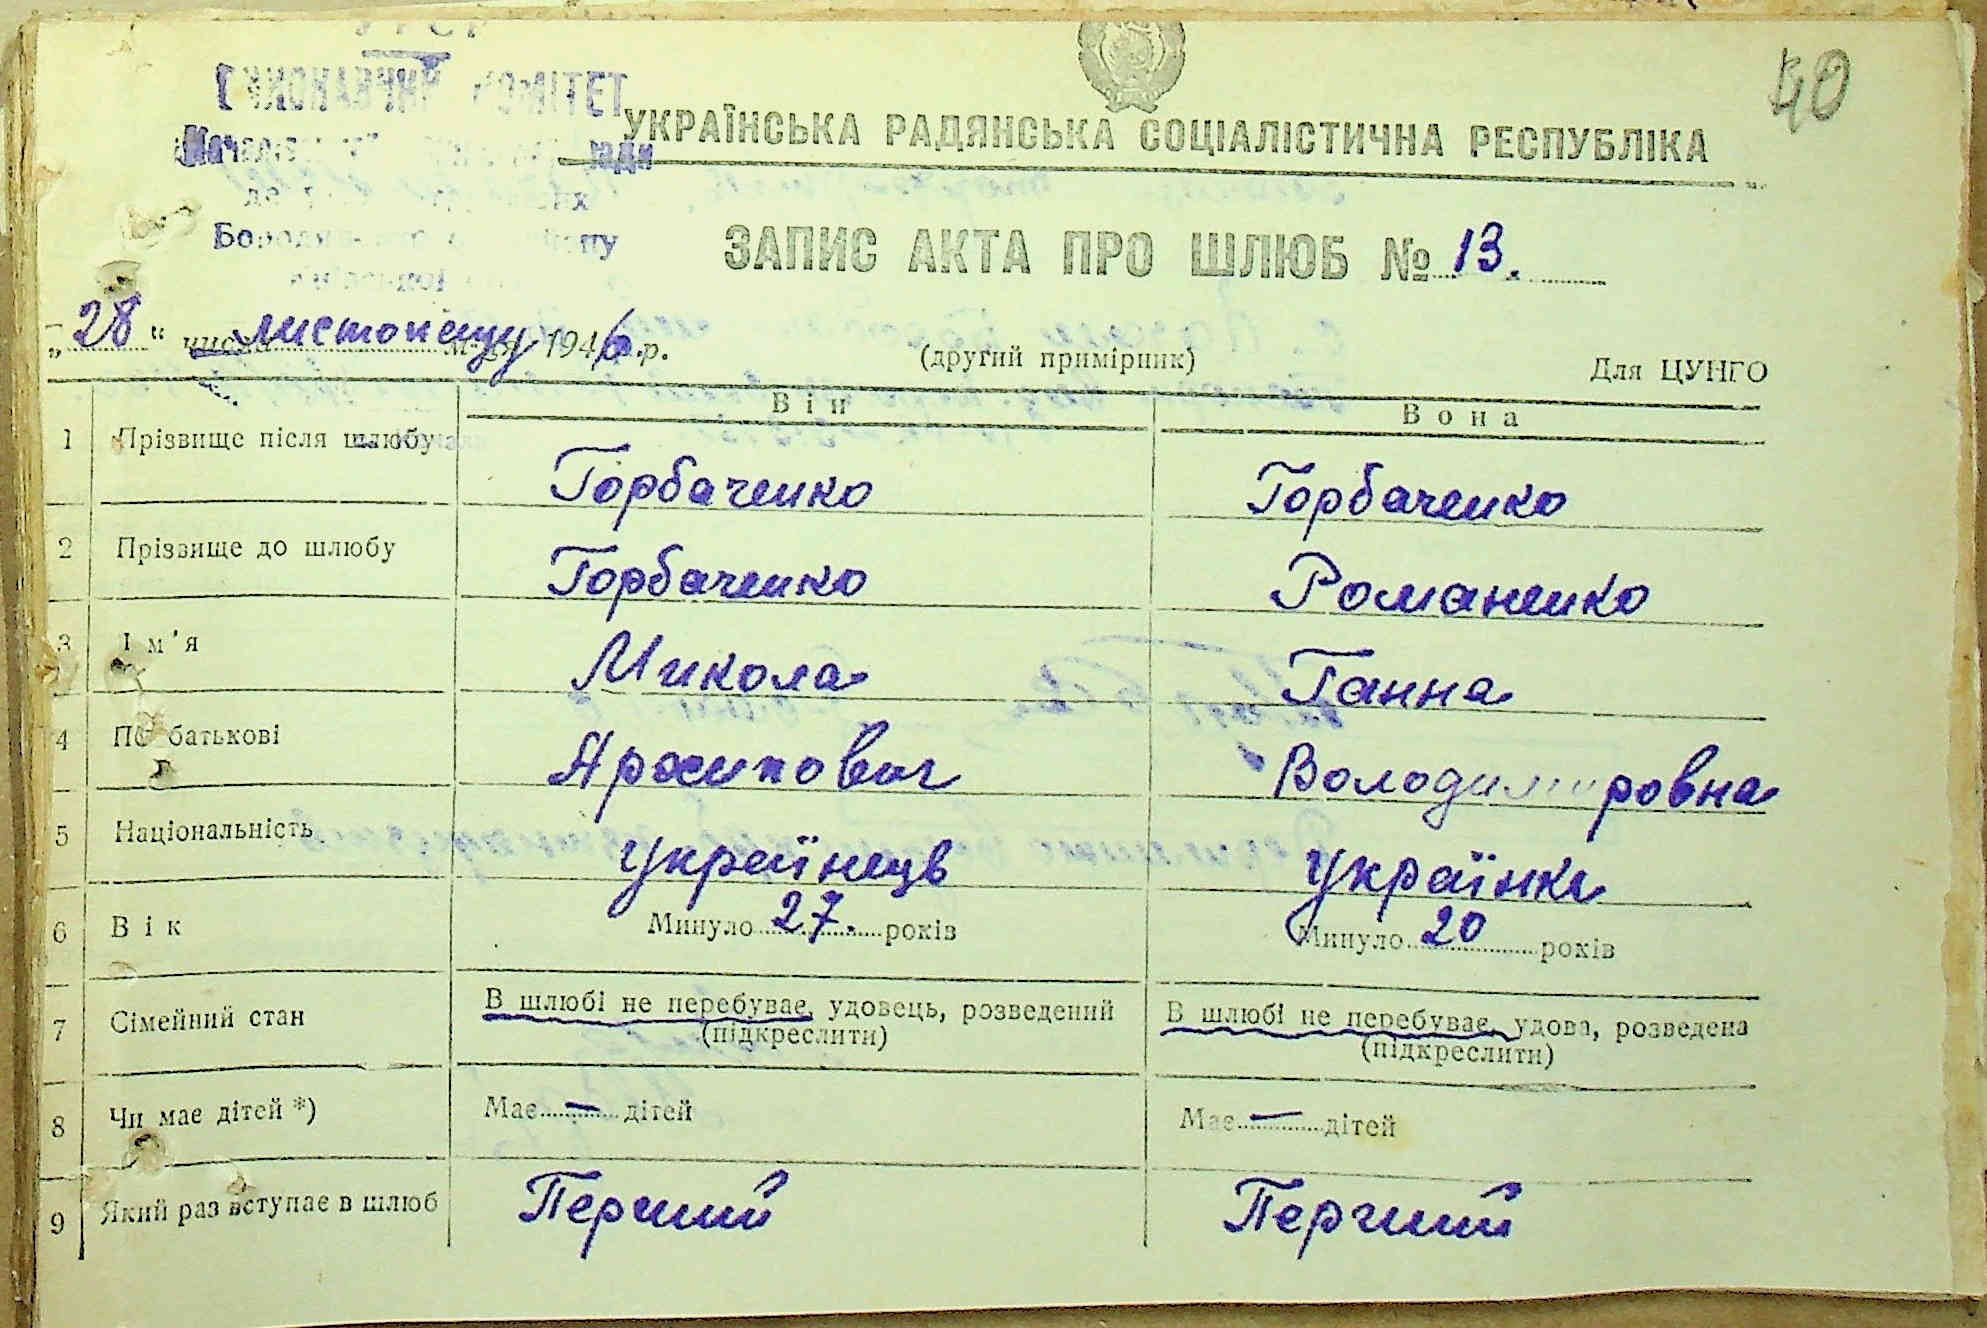 КОМІТЕТ
ради
УКРАЇНСЬКА РАДЯНСЬКА СОЦІАЛІСТИЧНА РЕСПУБЛІКА
40
ЗАПИС АКТА ПРО ШЛЮБ № 13.
„28" числа листопаду м-ця 1946 р.
(другий примірник)
Для ЦУНГО
Він Вона
1 Прізвище після шлюбу Горбаченко Горбаченко
2 Прізвище до шлюбу Горбаченко Романенко
3 Ім'я Микола Ганна
4 По батькові Архипович Володимировна
5 Національність Українець Українка
6 Вік Минуло 27. років Минуло 20 років
7 Сімейний стан В шлюбі не перебуває, удовець, розведений В шлюбі не перебуває, удова, розведена
(підкреслити) (підкреслити)
8 Чи має дітей *) Має — дітей Має — дітей
9 Який раз вступає в шлюб Перший Перший